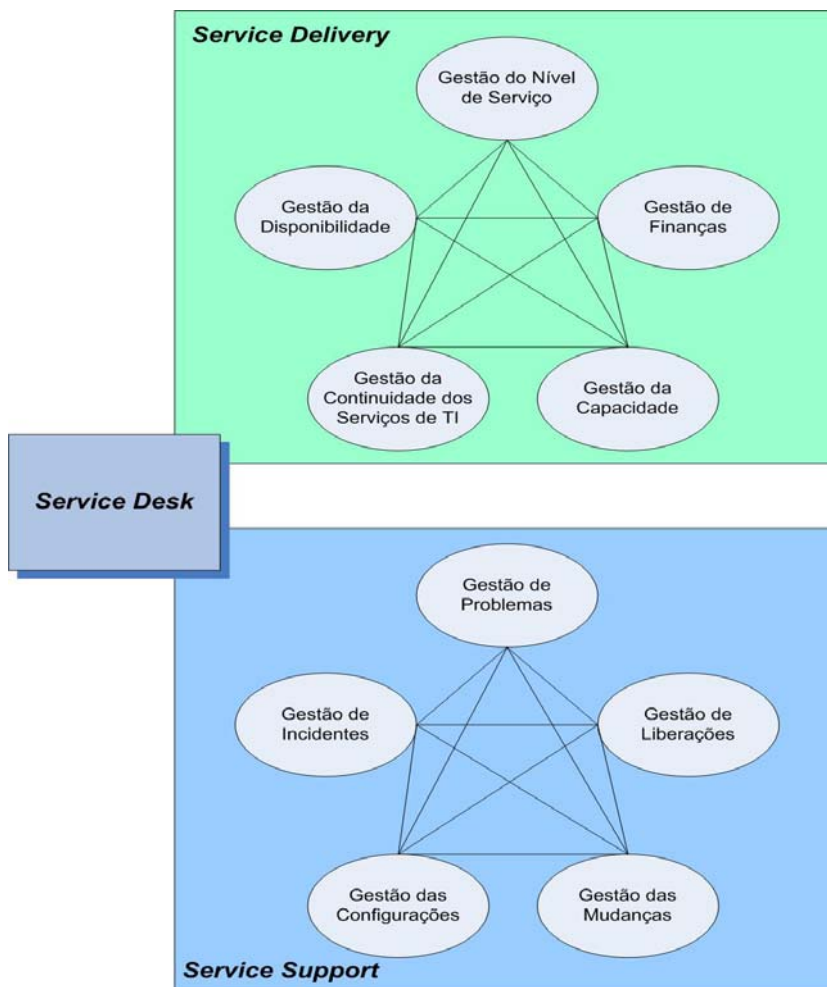 Service Delivery
Gestão do Nível
de Serviço
Gestão da
Disponibilidade
Gestão de
Finanças
Gestão da
Continuidade dos
Serviços de TI
Gestão da
Capacidade
Service Desk
Gestão de
Problemas
Gestão de
Incidentes
Gestão de
Liberações
Gestão das
Configurações
Gestão das
Mudanças
Service Support